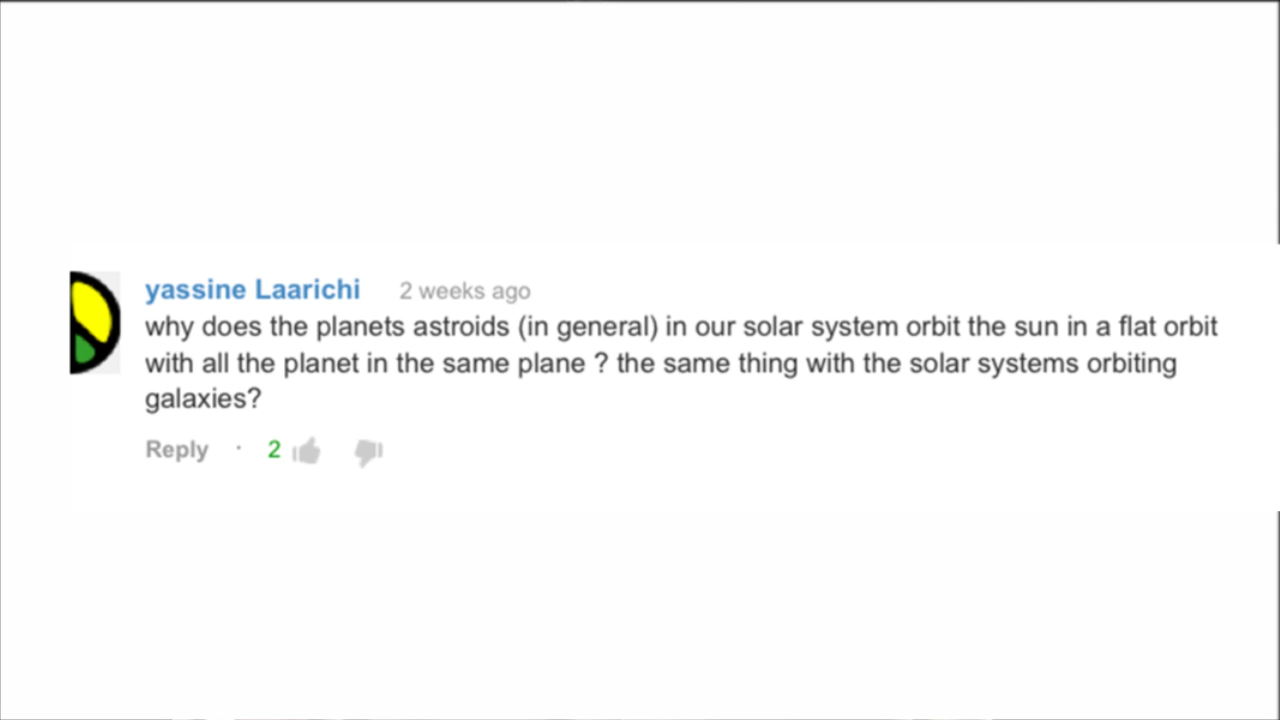 yassine Laarichi 2 weeks ago
why does the planets astroids (in general) in our solar system orbit the sun in a flat orbit
with all the planet in the same plane ? the same thing with the solar systems orbiting
galaxies?
Reply · 2